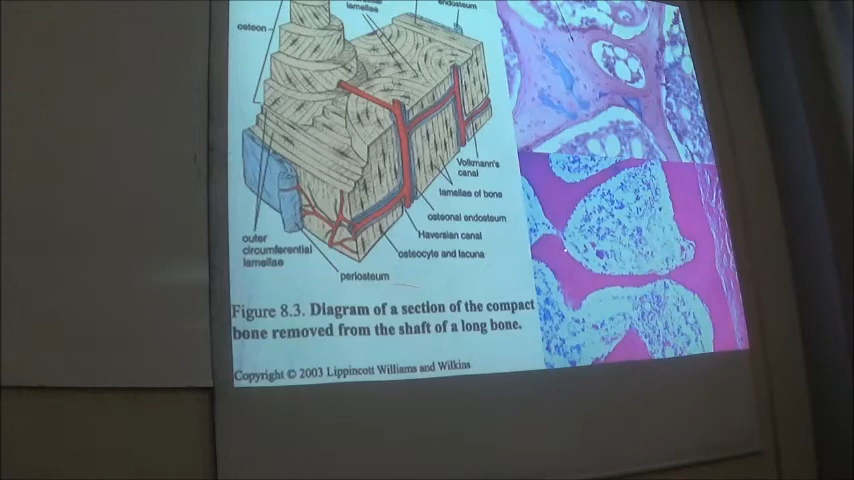 endosteum
lamellae
osteon
Volkmann's
canal
lamellae of bone
osteonal endosteum
Haversian canal
osteocyte and lacuna
outer
circumferential
lamellae
periosteum
Figure 8.3. Diagram of a section of the compact
bone removed from the shaft of a long bone.
Copyright © 2003 Lippincott Williams and Wilkins